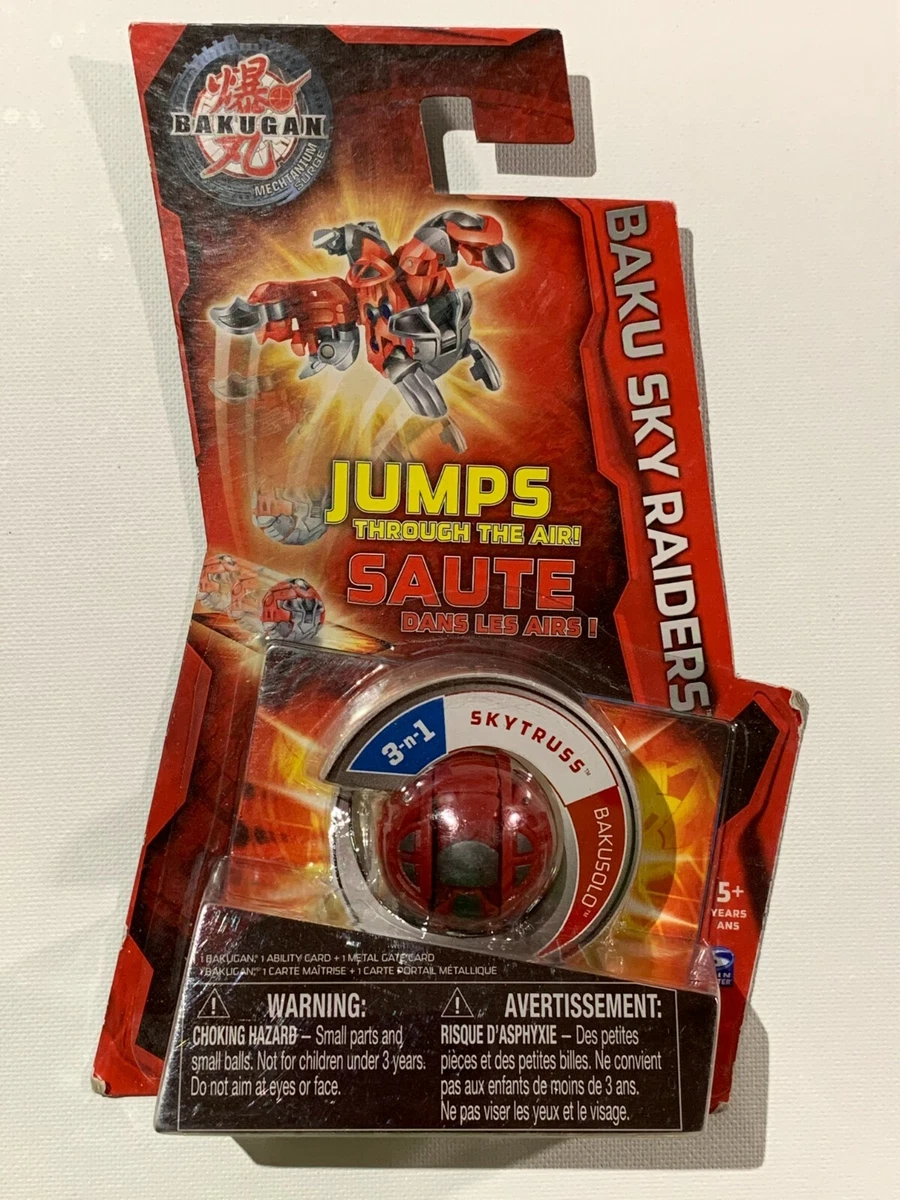 爆
BAKUGAN
丸
MECHTANIUM
SURGE
BAKU SKY RAIDERS™
JUMPS
THROUGH THE AIR!
SAUTE
DANS LES AIRS !
3-n-1
SKYTRUSS™
BAKUSOLO™
5+
YEARS
ANS
1 BAKUGAN,® 1 ABILITY CARD + 1 METAL GATE CARD
1 BAKUGAN,® 1 CARTE MAÎTRISE + 1 CARTE PORTAIL MÉTALLIQUE
WARNING:
CHOKING HAZARD – Small parts and
small balls. Not for children under 3 years.
Do not aim at eyes or face.
AVERTISSEMENT:
RISQUE D'ASPHYXIE – Des petites
pièces et des petites billes. Ne convient
pas aux enfants de moins de 3 ans.
Ne pas viser les yeux et le visage.